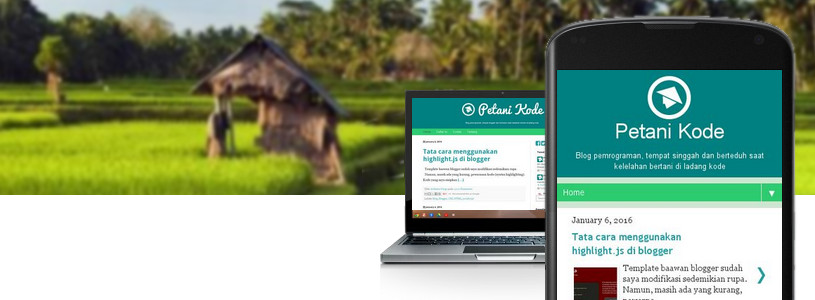 Petani Kode
Tata cara menggunakan
highlight.js di blogger
Petani Kode
Blog pemrograman, tempat singgah dan berteduh saat
kelelahan bertani di ladang kode
Home
▼
January 6, 2016
Tata cara menggunakan
highlight.js di blogger
Template baawan blogger sudah
saya modifikasi sedemikian rupa.
Namun, masih ada yang kurang,